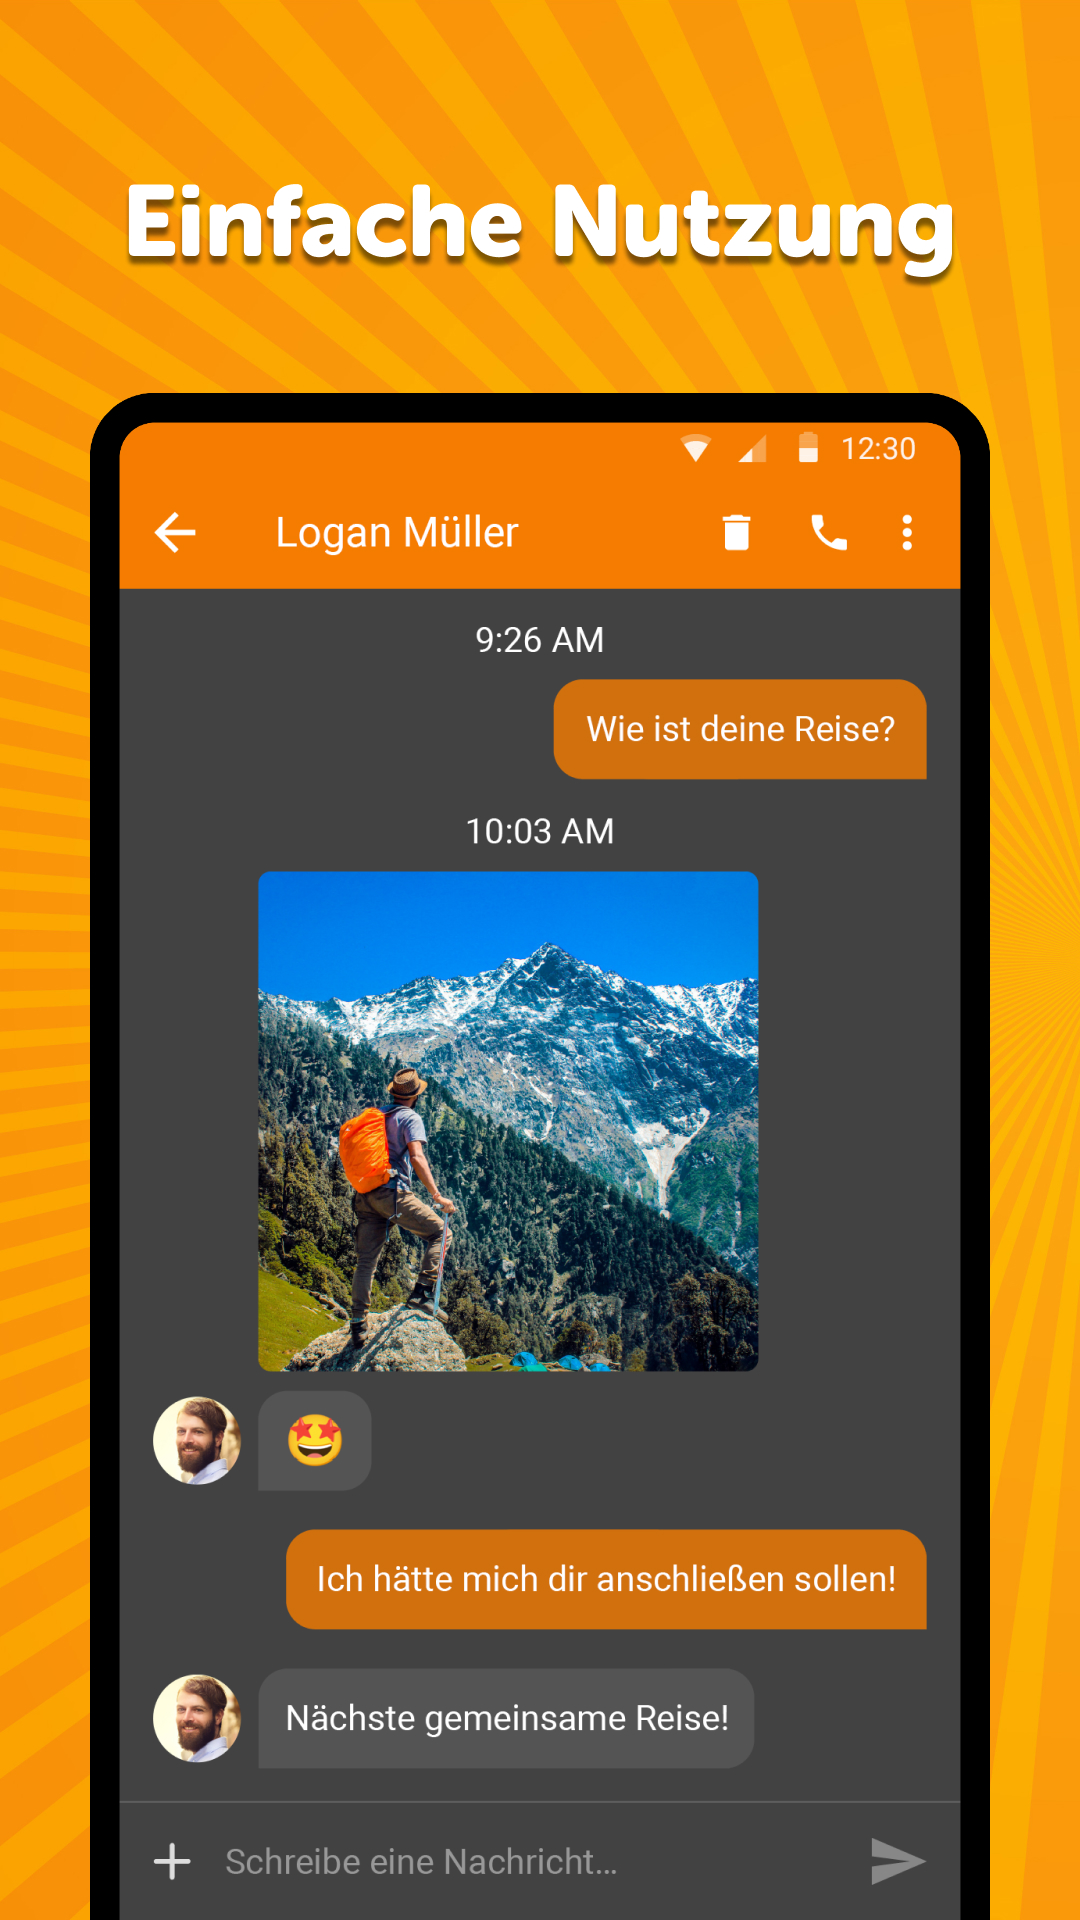 Einfache Nutzung
12:30
Logan Müller
9:26 AM
Wie ist deine Reise?
10:03 AM
Ich hätte mich dir anschließen sollen!
Nächste gemeinsame Reise!
Schreibe eine Nachricht...